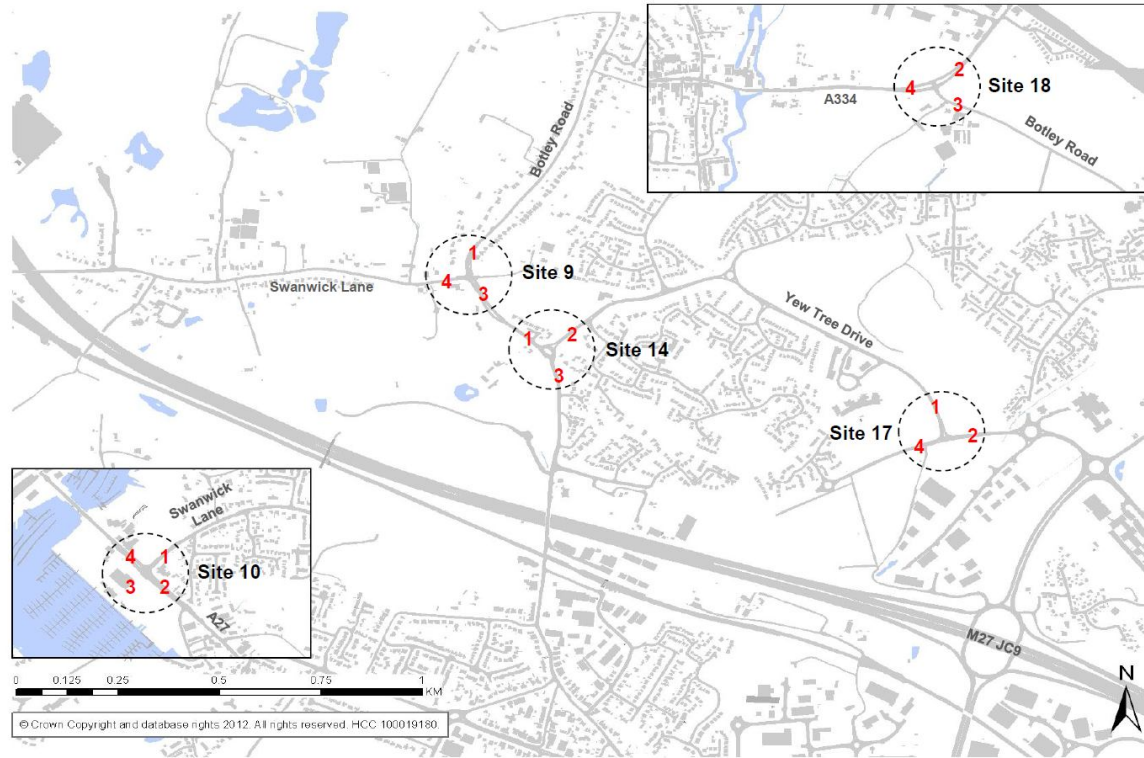 2
4
Site 18
A334
3
Botley Road
Botley Road
1
Site 9
4
Swanwick Lane
3
1
2
Site 14
3
Yew Tree Drive
1
Site 17
2
4
Swanwick
Lane
4
1
Site 10
3
2
A27
M27 JC9
N
0 0.125 0.25 0.5 0.75 1
KM
© Crown Copyright and database rights 2012. All rights reserved. HCC 100019180.